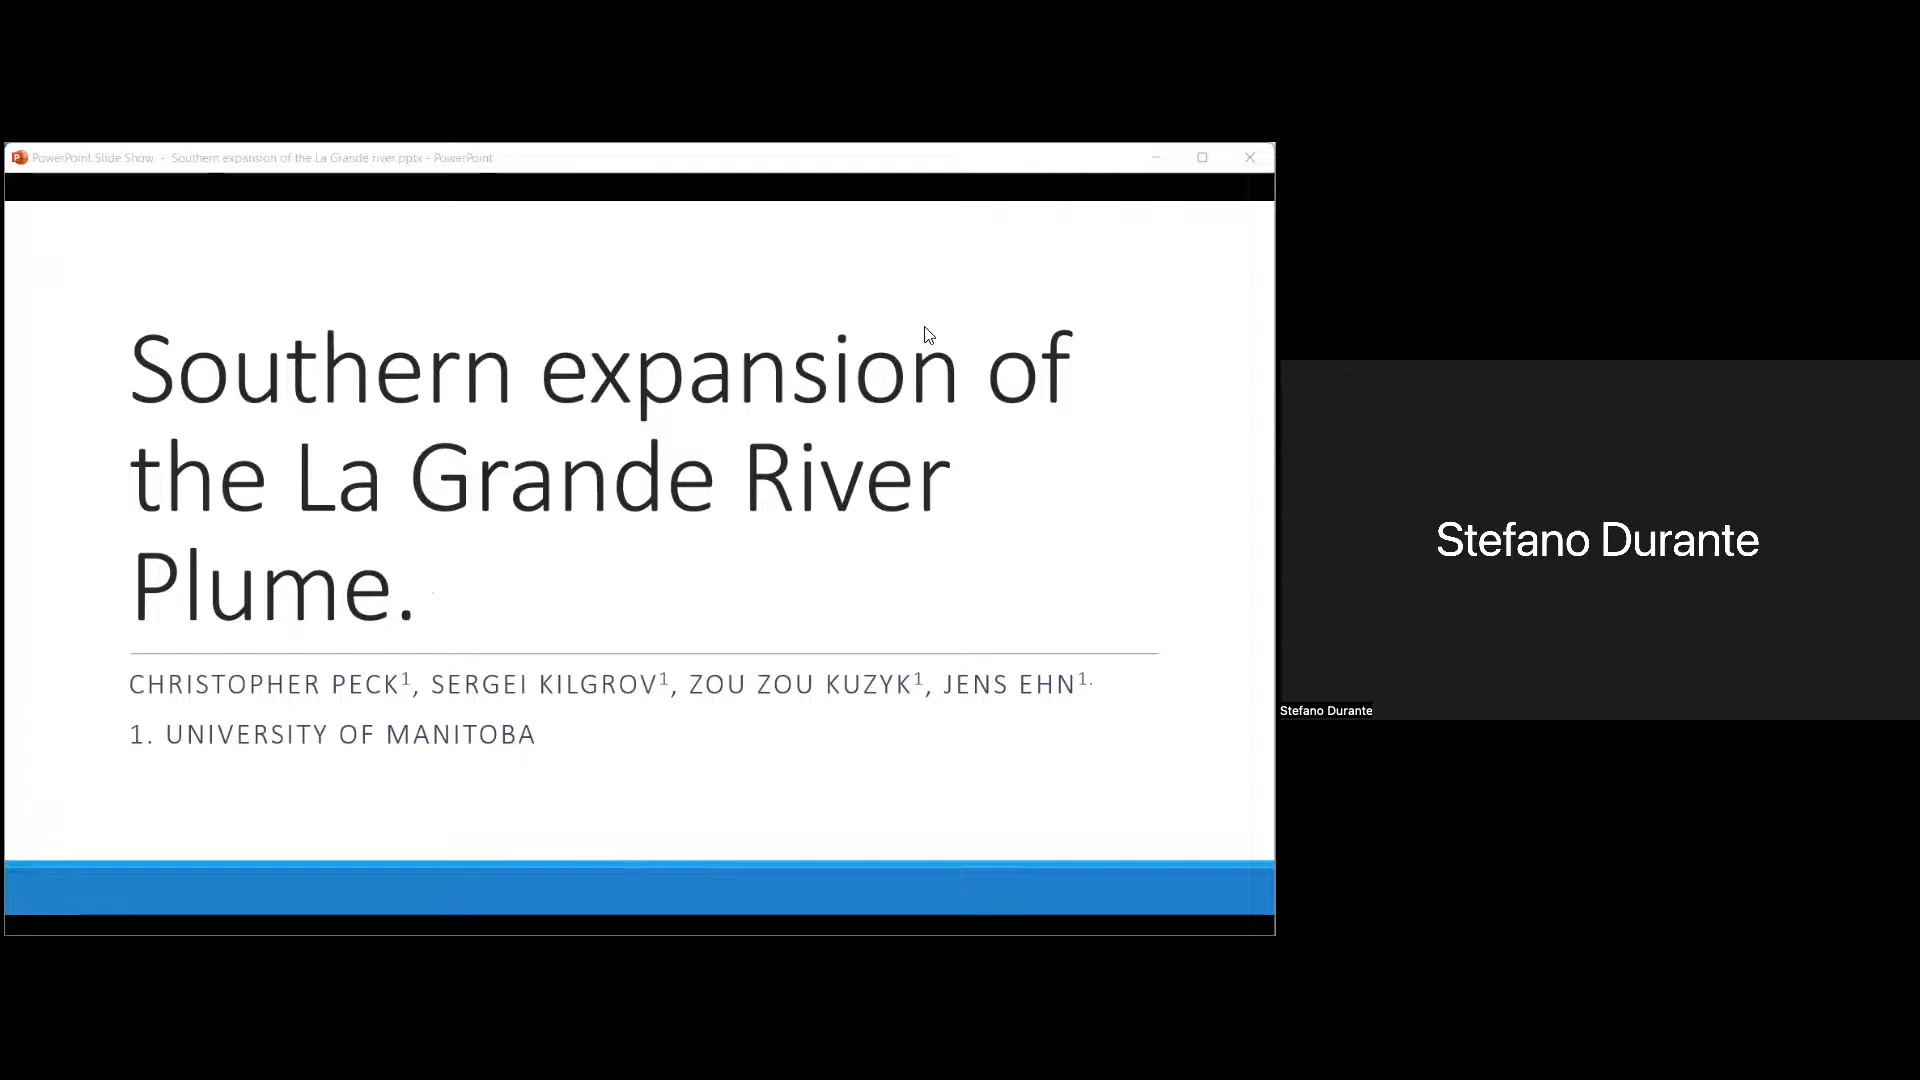 PowerPoint Slide Show - Southern expansion of the La Grande river.pptx - PowerPoint
Southern expansion of
the La Grande River
Plume.
CHRISTOPHER PECK¹, SERGEI KILGROV¹, ZOU ZOU KUZYK¹, JENS EHN¹·
1. UNIVERSITY OF MANITOBA
Stefano Durante
Stefano Durante